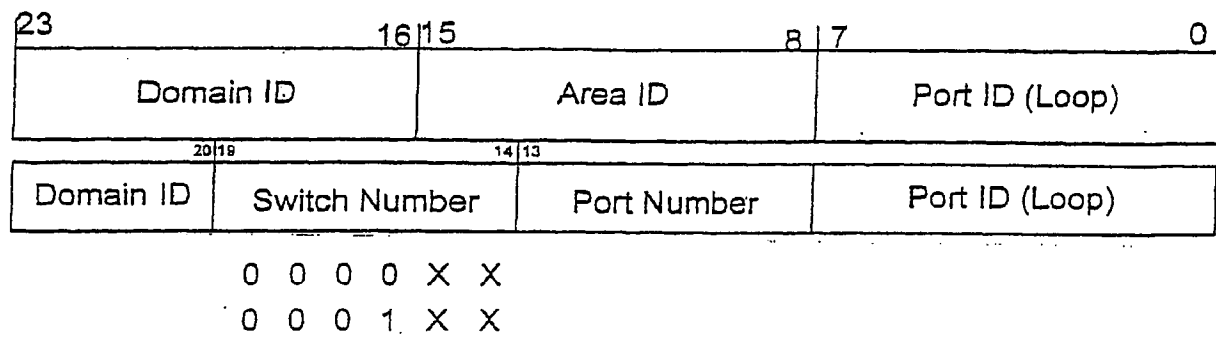 23 16 15 8 7 0
Domain ID Area ID Port ID (Loop)
20 19 14 13
Domain ID Switch Number Port Number Port ID (Loop)
0 0 0 0 X X
0 0 0 1 X X